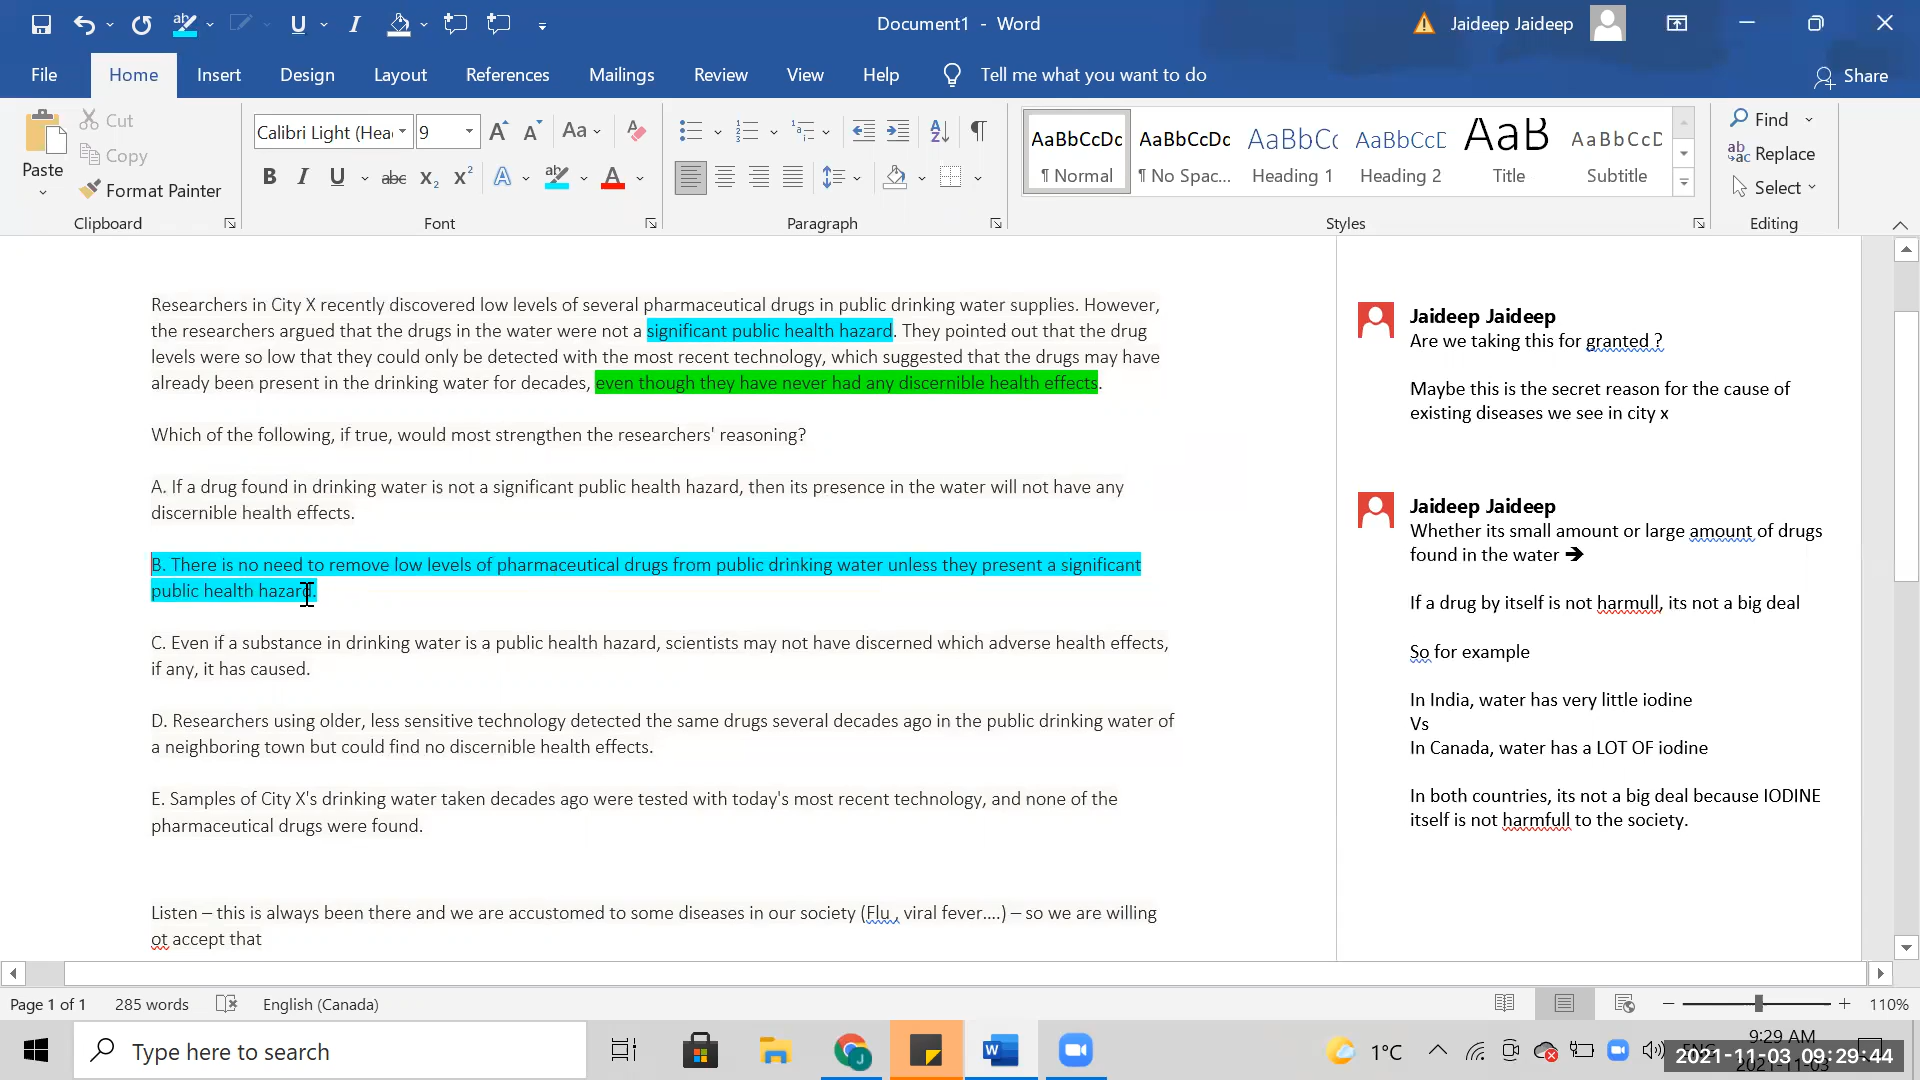 Document1 - Word
Jaideep Jaideep
File Home Insert Design Layout References Mailings Review View Help Tell me what you want to do Share
Paste
Cut
Copy
Format Painter
Clipboard
Calibri Light (Hea
9
Font
Paragraph
AaBbCcDc AaBbCcDc AaBbCc AaBbCcD AaB AaBbCcD
¶ Normal ¶ No Spac... Heading 1 Heading 2 Title Subtitle
Styles
Find
Replace
Select
Editing
Researchers in City X recently discovered low levels of several pharmaceutical drugs in public drinking water supplies. However,
the researchers argued that the drugs in the water were not a significant public health hazard. They pointed out that the drug
levels were so low that they could only be detected with the most recent technology, which suggested that the drugs may have
already been present in the drinking water for decades, even though they have never had any discernible health effects.
Which of the following, if true, would most strengthen the researchers' reasoning?
A. If a drug found in drinking water is not a significant public health hazard, then its presence in the water will not have any
discernible health effects.
B. There is no need to remove low levels of pharmaceutical drugs from public drinking water unless they present a significant
public health hazard.
C. Even if a substance in drinking water is a public health hazard, scientists may not have discerned which adverse health effects,
if any, it has caused.
D. Researchers using older, less sensitive technology detected the same drugs several decades ago in the public drinking water of
a neighboring town but could find no discernible health effects.
E. Samples of City X's drinking water taken decades ago were tested with today's most recent technology, and none of the
pharmaceutical drugs were found.
Listen – this is always been there and we are accustomed to some diseases in our society (Flu , viral fever....) – so we are willing
ot accept that
Jaideep Jaideep
Are we taking this for granted ?
Maybe this is the secret reason for the cause of
existing diseases we see in city x
Jaideep Jaideep
Whether its small amount or large amount of drugs
found in the water →
If a drug by itself is not harmull, its not a big deal
So for example
In India, water has very little iodine
Vs
In Canada, water has a LOT OF iodine
In both countries, its not a big deal because IODINE
itself is not harmfull to the society.
Page 1 of 1 285 words English (Canada) 110%
Type here to search
1°C
9:29 AM
2021-11-03 09:29:44